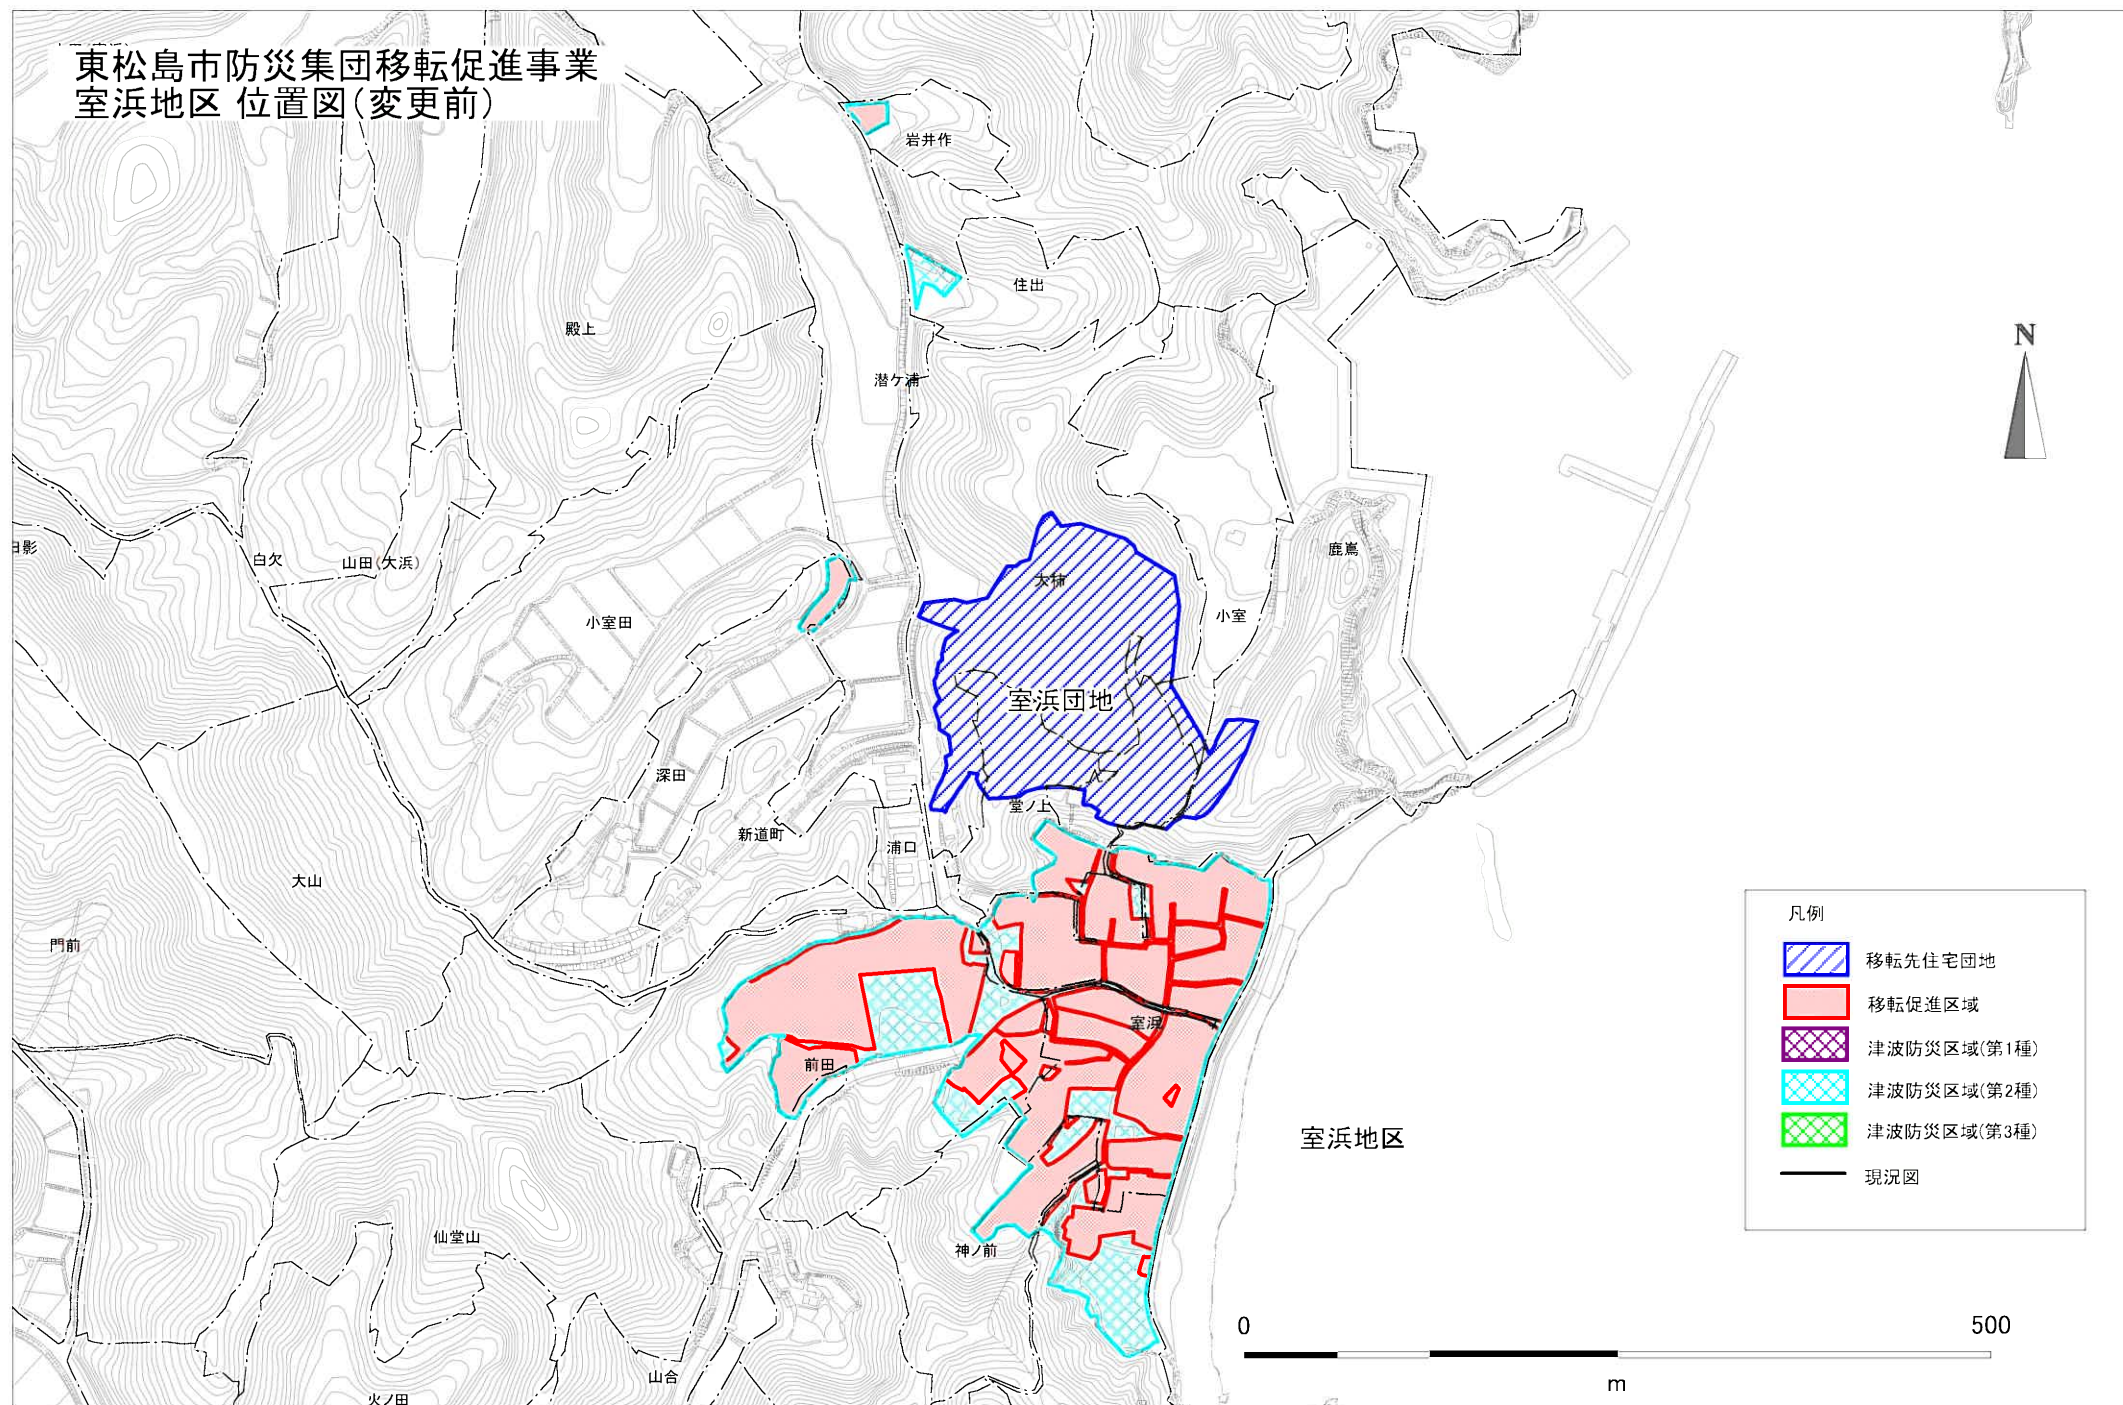 東松島市防災集団移転促進事業
室浜地区 位置図(変更前)
岩井作
住出
殿上
潜ケ浦
N
日影
白欠
山田(大浜)
大柿
鹿嶌
小室田
小室
室浜団地
深田
堂ノ上
新道町
浦口
大山
門前
凡例
移転先住宅団地
移転促進区域
津波防災区域(第1種)
津波防災区域(第2種)
津波防災区域(第3種)
現況図
室浜
前田
室浜地区
仙堂山
神ノ前
0
500
m
山合
火ノ田